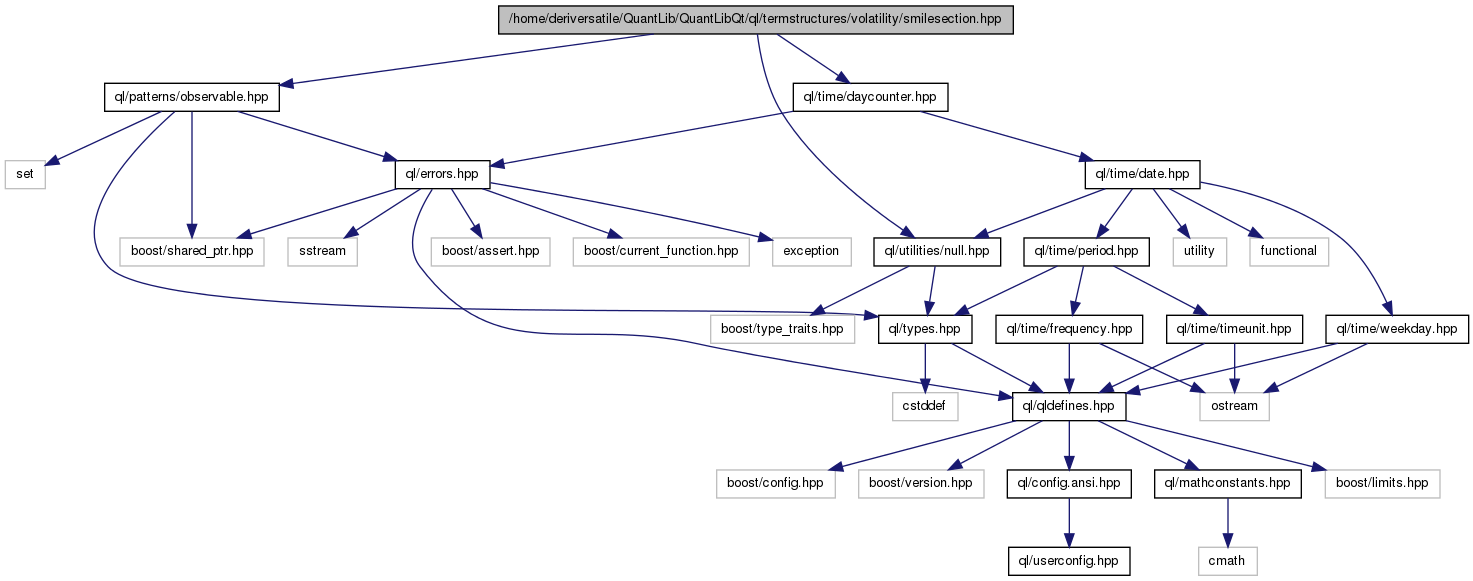 /home/deriversatile/QuantLib/QuantLibQt/ql/termstructures/volatility/smilesection.hpp
ql/patterns/observable.hpp
ql/time/daycounter.hpp
set
ql/errors.hpp
ql/time/date.hpp
boost/shared_ptr.hpp
sstream
boost/assert.hpp
boost/current_function.hpp
exception
ql/utilities/null.hpp
ql/time/period.hpp
utility
functional
boost/type_traits.hpp
ql/types.hpp
ql/time/frequency.hpp
ql/time/timeunit.hpp
ql/time/weekday.hpp
cstddef
ql/qldefines.hpp
ostream
boost/config.hpp
boost/version.hpp
ql/config.ansi.hpp
ql/mathconstants.hpp
boost/limits.hpp
ql/userconfig.hpp
cmath